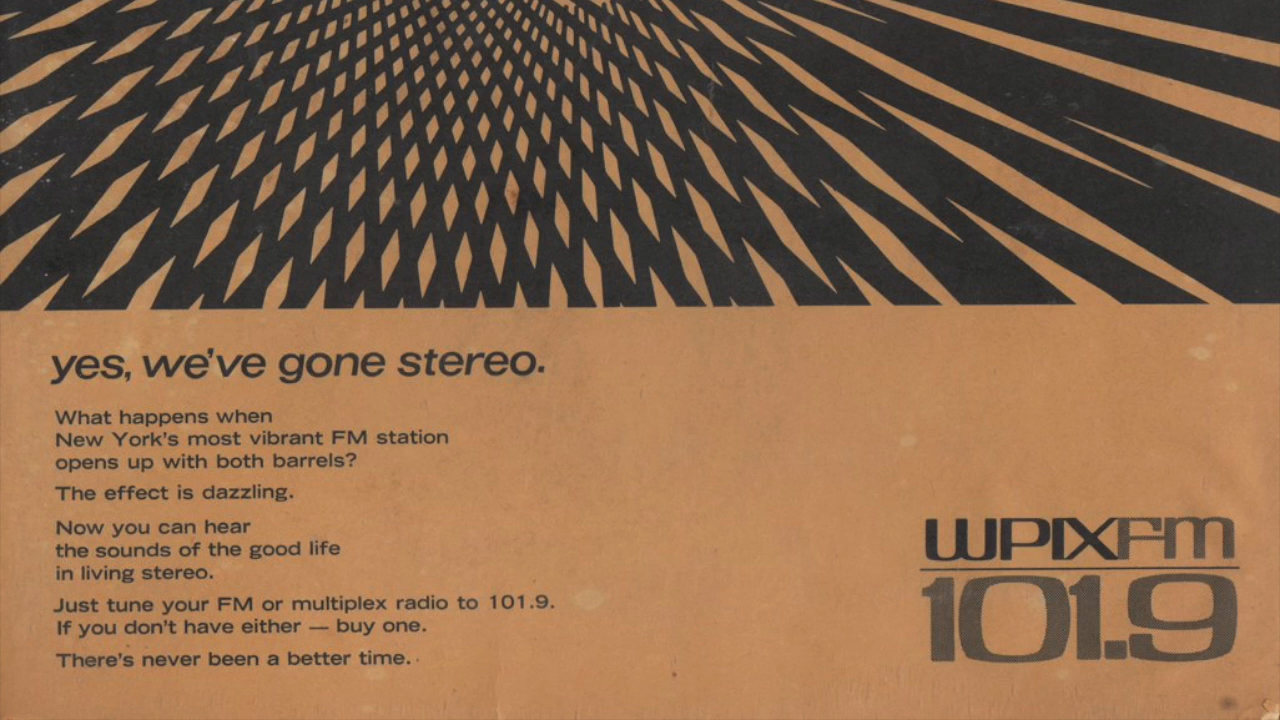 yes, we've gone stereo.
What happens when
New York's most vibrant FM station
opens up with both barrels?
The effect is dazzling.
Now you can hear
the sounds of the good life
in living stereo.
Just tune your FM or multiplex radio to 101.9.
If you don't have either — buy one.
There's never been a better time.
WPIXFM
101.9